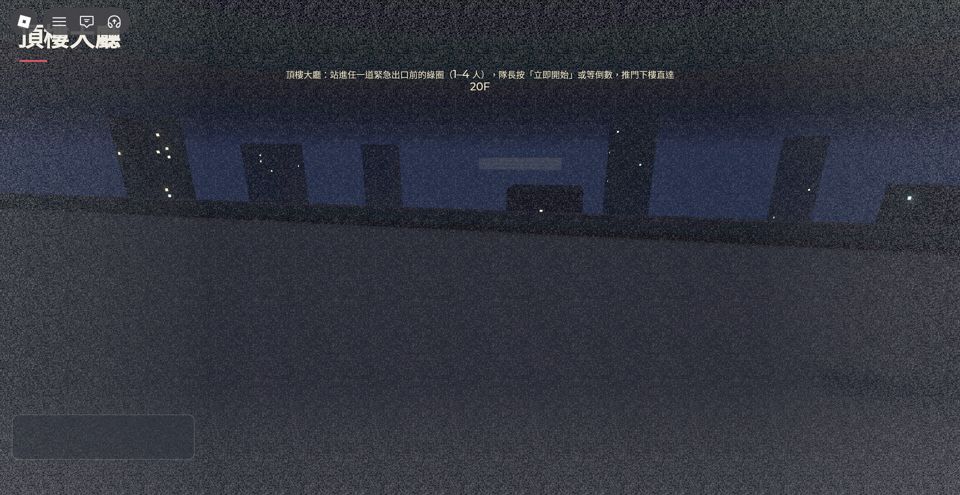 頂樓大廳
頂樓大廳：站進任一道緊急出口前的綠圈（1–4 人），隊長按「立即開始」或等倒數，推門下樓直達
20F